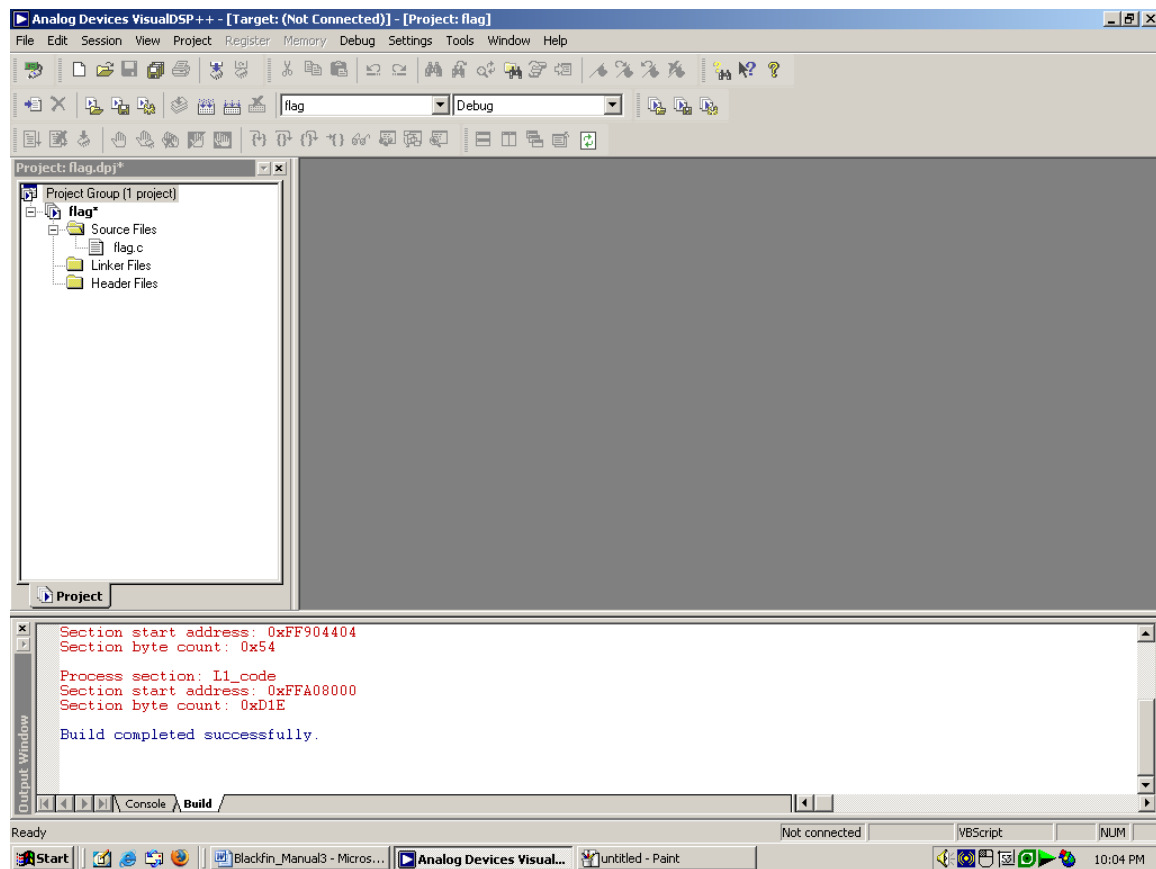 Analog Devices VisualDSP++ - [Target: (Not Connected)] - [Project: flag]
File Edit Session View Project Register Memory Debug Settings Tools Window Help
flag Debug
Project: flag.dpj*
Project Group (1 project)
flag*
Source Files
flag.c
Linker Files
Header Files
Project
Section start address: 0xFF904404
Section byte count: 0x54
Process section: L1_code
Section start address: 0xFFA08000
Section byte count: 0xD1E
Build completed successfully.
Output Window
Console Build
Ready Not connected VBScript NUM
Start Blackfin_Manual3 - Micros... Analog Devices Visual... untitled - Paint 10:04 PM